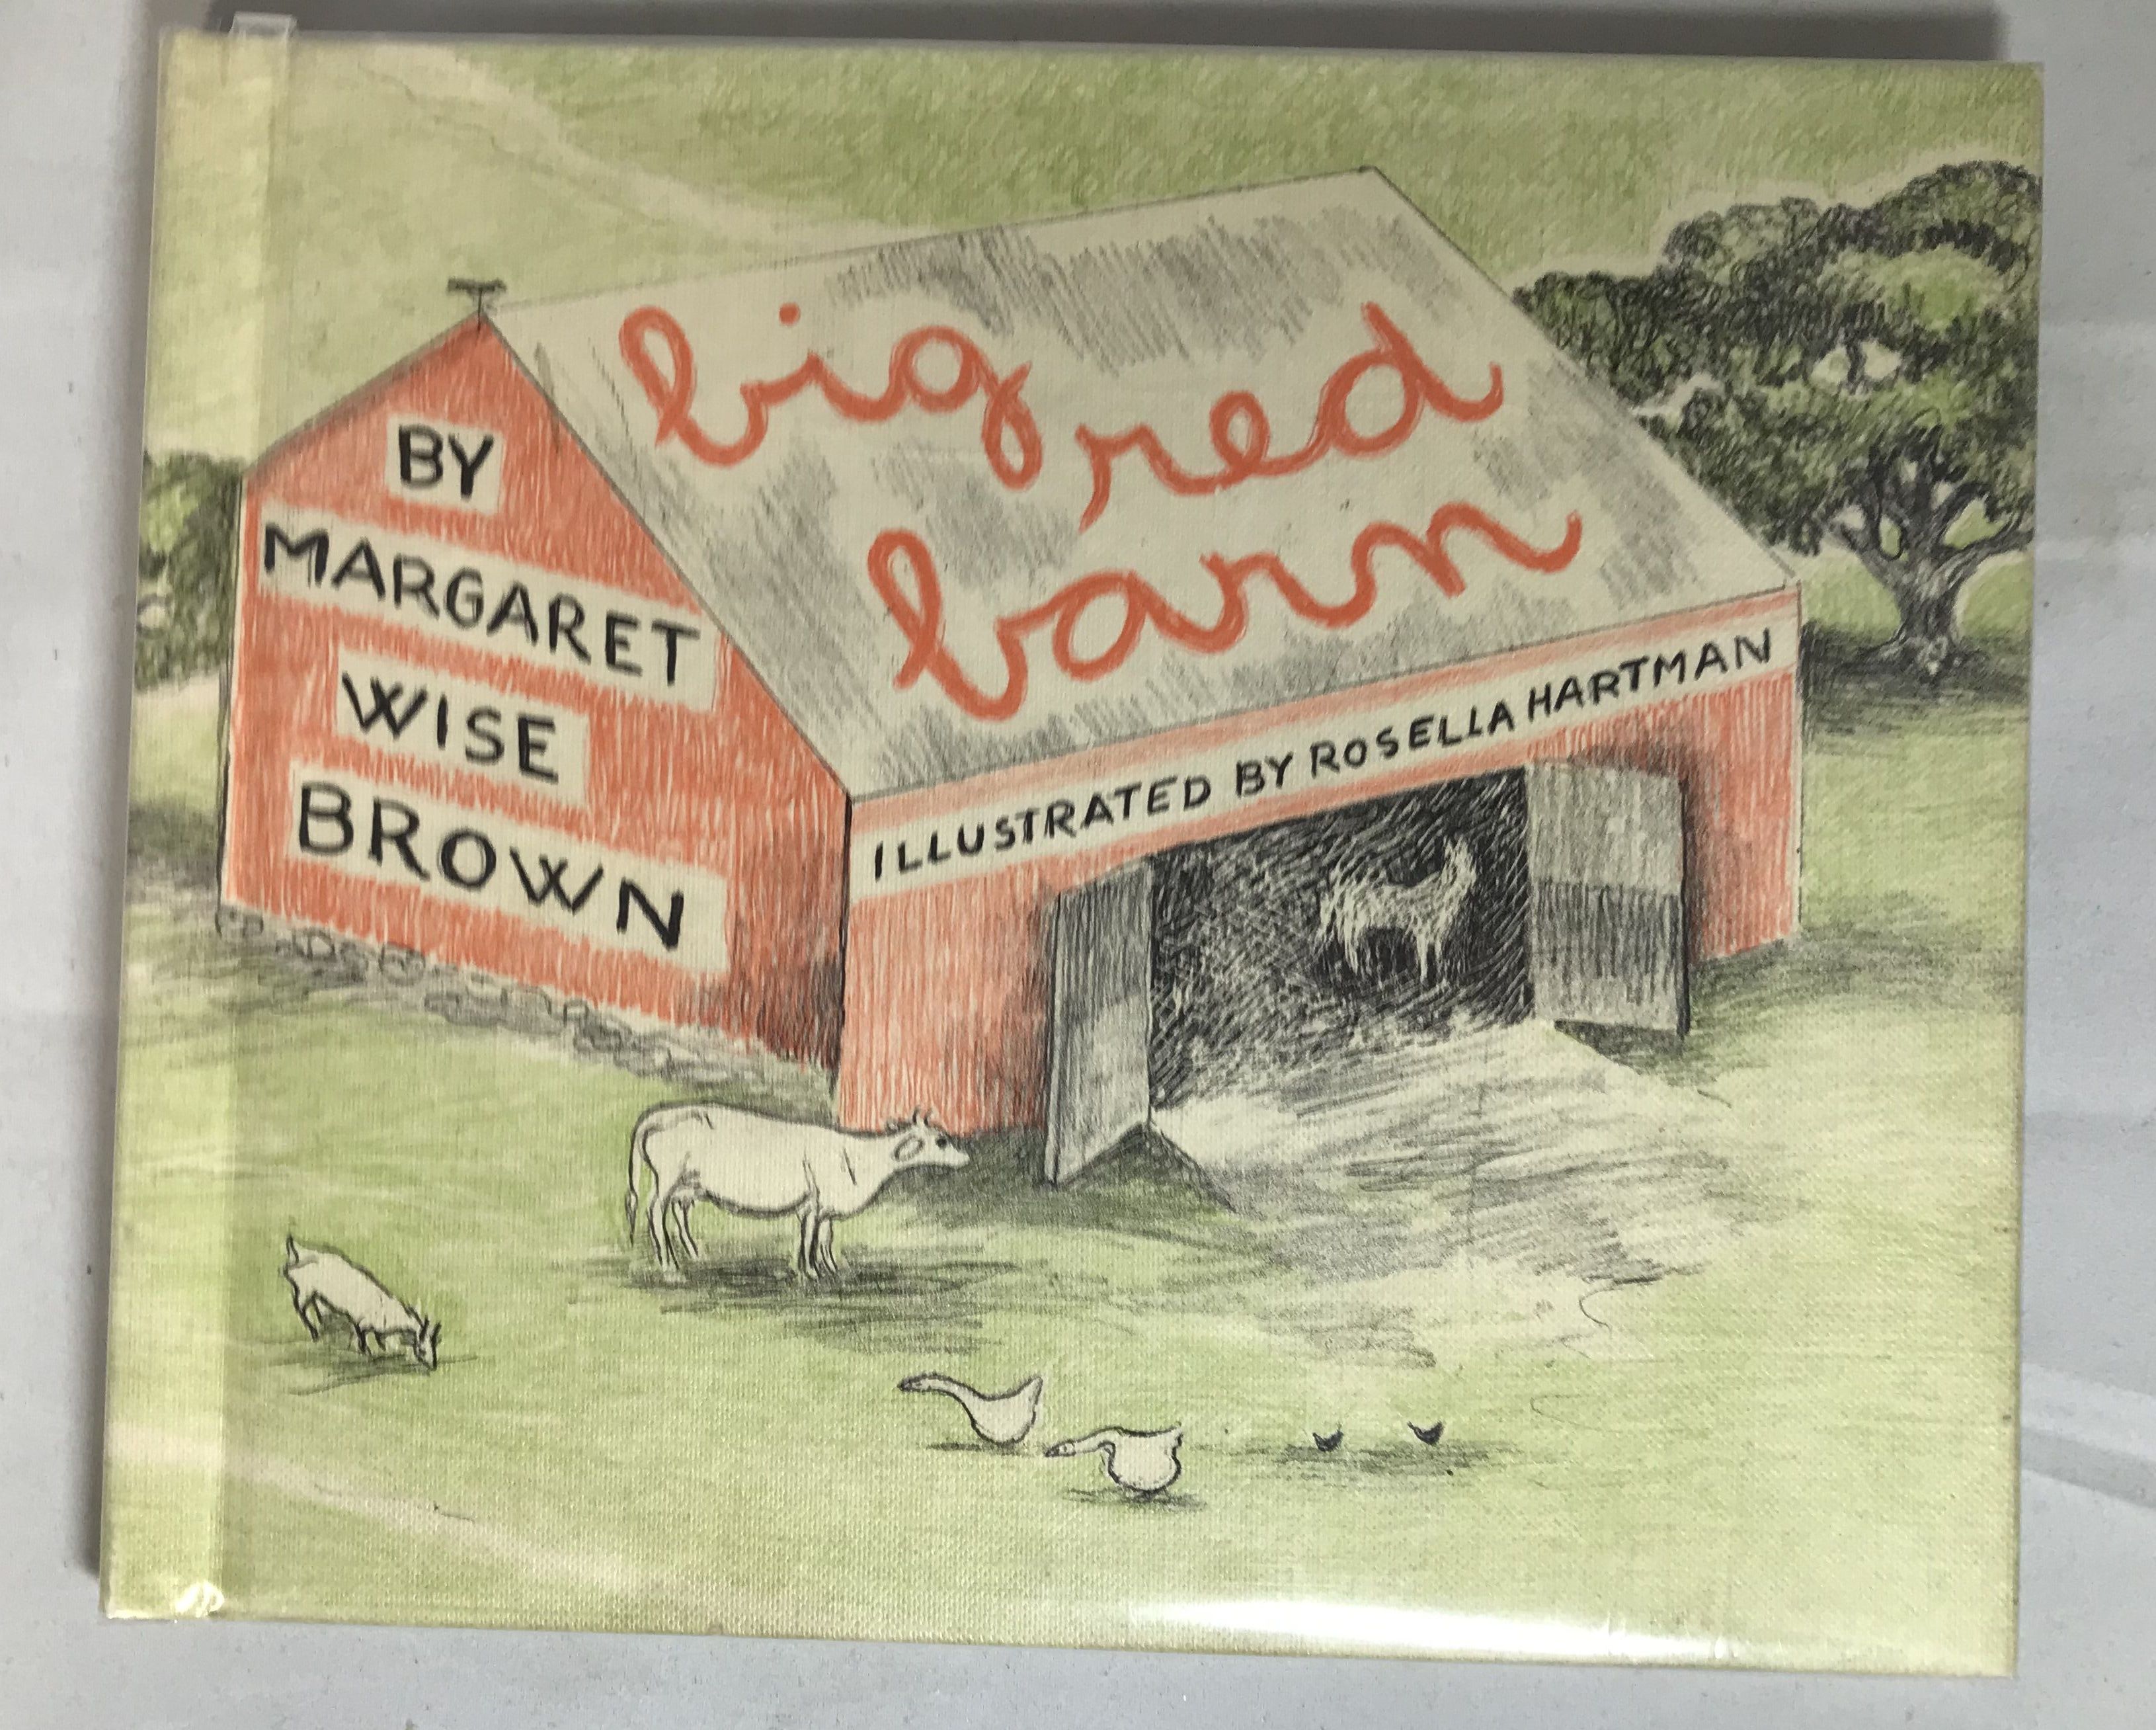 big
red
barn
BY
MARGARET
WISE
BROWN
ILLUSTRATED BY ROSELLA HARTMAN